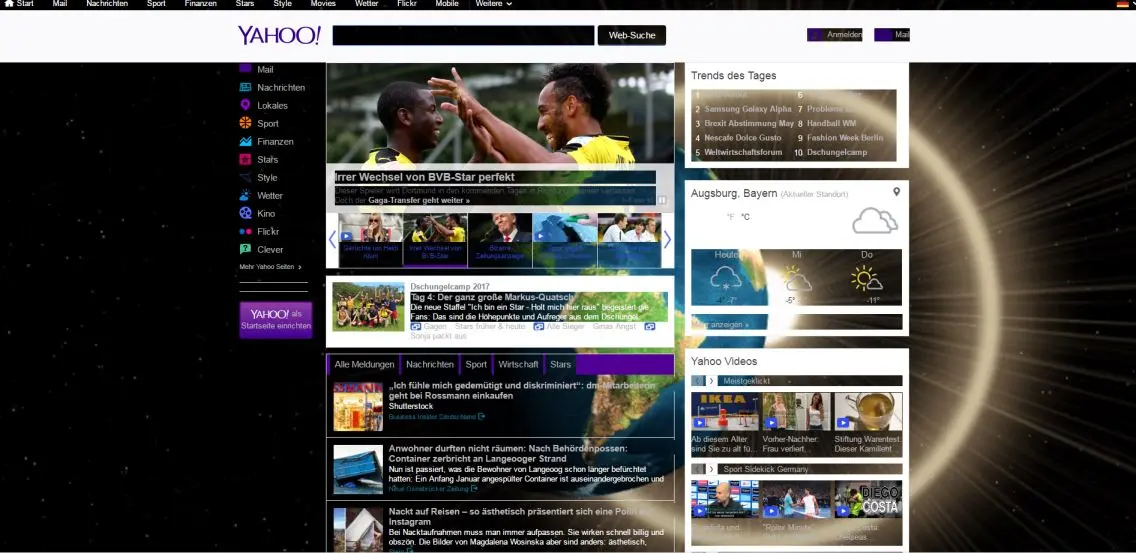 Start Mail Nachrichten Sport Finanzen Stars Style Movies Wetter Flickr Mobile Weitere
YAHOO!
Web-Suche
Anmelden
Mail
Mail
Nachrichten
Lokales
Sport
Finanzen
Stars
Style
Wetter
Kino
Flickr
Clever
Mehr Yahoo Seiten ›
YAHOO! als
Startseite einrichten
Irrer Wechsel von BVB-Star perfekt
Dieser Spieler wird Dortmund in den kommenden Tagen in
Doch der Gaga-Transfer geht weiter »
Gerüchte um Heidi
Klum
Irrer Wechsel von
BVB-Star
Bizarre
Zeitungsanzeige
Dschungelcamp 2017
Tag 4: Der ganz große Markus-Quatsch
Die neue Staffel "Ich bin ein Star - Holt mich hier raus" begeistert die
Fans: Das sind die Höhepunkte und Aufreger aus dem Dschungel.
Gagen Stars früher & heute Alle Sieger Ginas Angst
Sonja packt aus
Alle Meldungen Nachrichten Sport Wirtschaft Stars
„Ich fühle mich gedemütigt und diskriminiert“: dm-Mitarbeiterin
geht bei Rossmann einkaufen
Shutterstock
Business Insider Deutschland
Anwohner durften nicht räumen: Nach Behördenpossen:
Container zerbricht an Langeooger Strand
Nun ist passiert, was die Bewohner von Langeoog schon länger befürchtet
hatten: Ein Anfang Januar angespülter Container ist auseinandergebrochen und
Neue Osnabrücker Zeitung
Nackt auf Reisen – so ästhetisch präsentiert sich eine Polin auf
Instagram
Bei Nacktaufnahmen muss man immer aufpassen. Sie wirken schnell billig und
obszön. Die Bilder von Magdalena Wosinska aber sind anders: ästhetisch,
Trends des Tages
1
2 Samsung Galaxy Alpha
3 Brexit Abstimmung May
4 Nescafe Dolce Gusto
5 Weltwirtschaftsforum
6
7
8 Handball WM
9 Fashion Week Berlin
10 Dschungelcamp
Augsburg, Bayern (Aktueller Standort)
°F °C
Heute Mi Do
-4° -7° -5° -11°
Mehr anzeigen »
Yahoo Videos
‹ › Meistgeklickt
IKEA
Ab diesem Alter
sind Sie zu alt fü...
Vorher-Nachher:
Frau verliert...
Stiftung Warentest:
Dieser Kamillent...
‹ › Sport Sidekick Germany
DIEGO
COSTA
"Roger Minute"